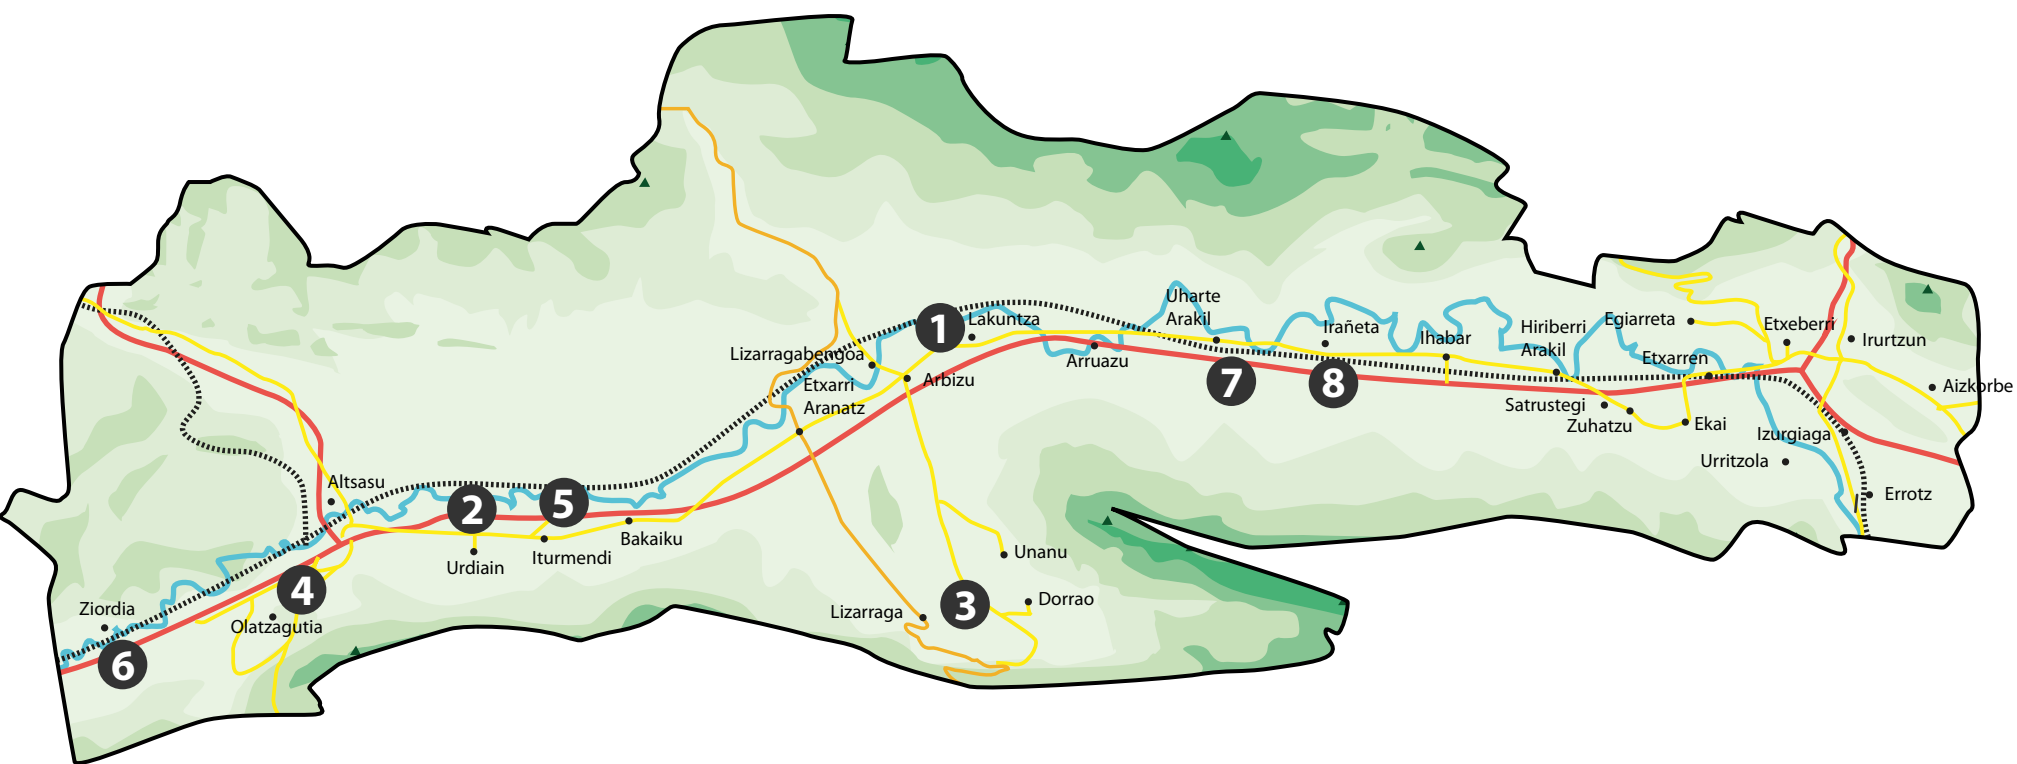 Uharte
Arakil
1
Lakuntza
Irañeta
Hiriberri
Arakil
Egiarreta
Etxeberri
Ihabar
Irurtzun
Lizarragabengoa
Arruazu
Etxarren
Etxarri
Aranatz
Arbizu
7
8
Aizkorbe
Satrustegi
Zuhatzu
Ekai
Izurgiaga
Urritzola
Altsasu
Errotz
2
5
Bakaiku
Iturmendi
Urdiain
Unanu
4
Ziordia
Olatzagutia
Lizarraga
3
Dorrao
6